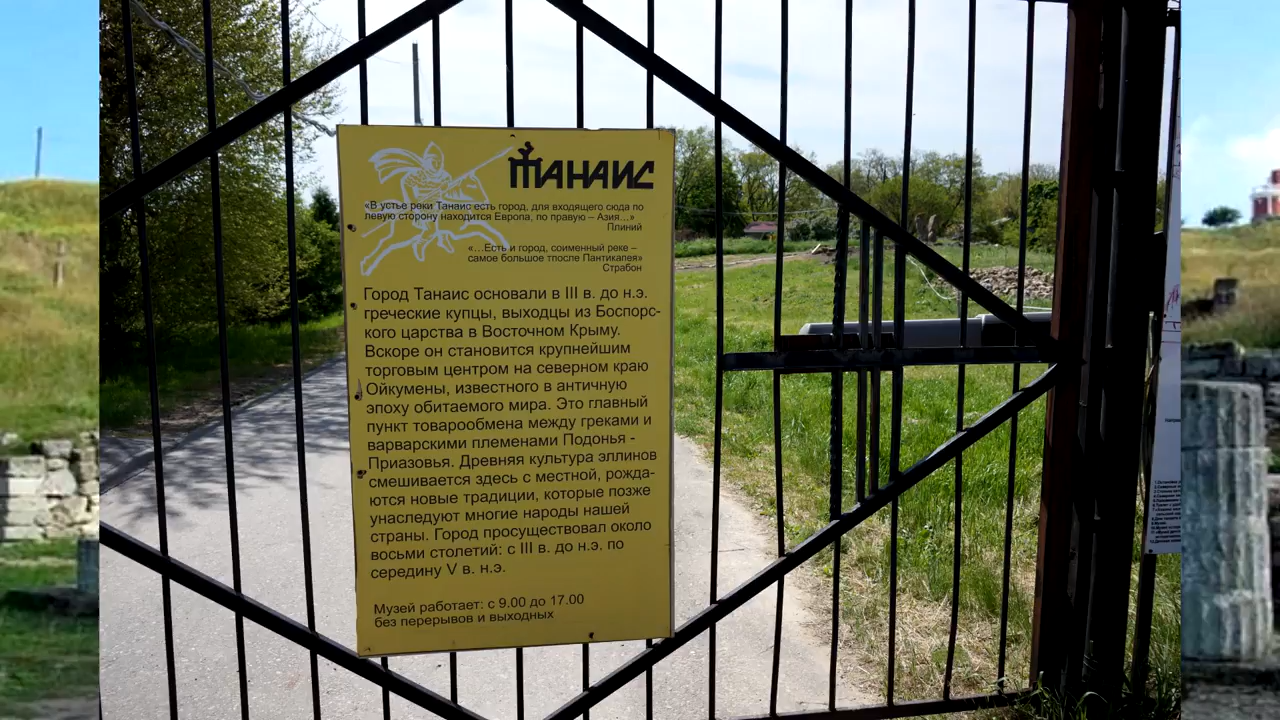 ТАНАИС
«В устье реки Танаис есть город, для входящего сюда по
левую сторону находится Европа, по правую – Азия...»
Плиний
«...Есть и город, соименный реке –
самое большое тпосле Пантикапея»
Страбон
Город Танаис основали в III в. до н.э.
греческие купцы, выходцы из Боспорс-
кого царства в Восточном Крыму.
Вскоре он становится крупнейшим
торговым центром на северном краю
Ойкумены, известного в античную
эпоху обитаемого мира. Это главный
пункт товарообмена между греками и
варварскими племенами Подонья -
Приазовья. Древняя культура эллинов
смешивается здесь с местной, рожда-
ются новые традиции, которые позже
унаследуют многие народы нашей
страны. Город просуществовал около
восьми столетий: с III в. до н.э. по
середину V в. н.э.
Музей работает: с 9.00 до 17.00
без перерывов и выходных